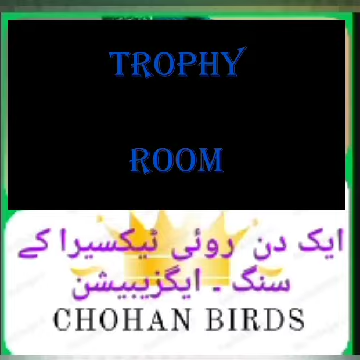 TROPHY
ROOM
ایک دن روئی ٹیکسیرا کے
سنگ ۔ ایگزیبیشن
CHOHAN BIRDS